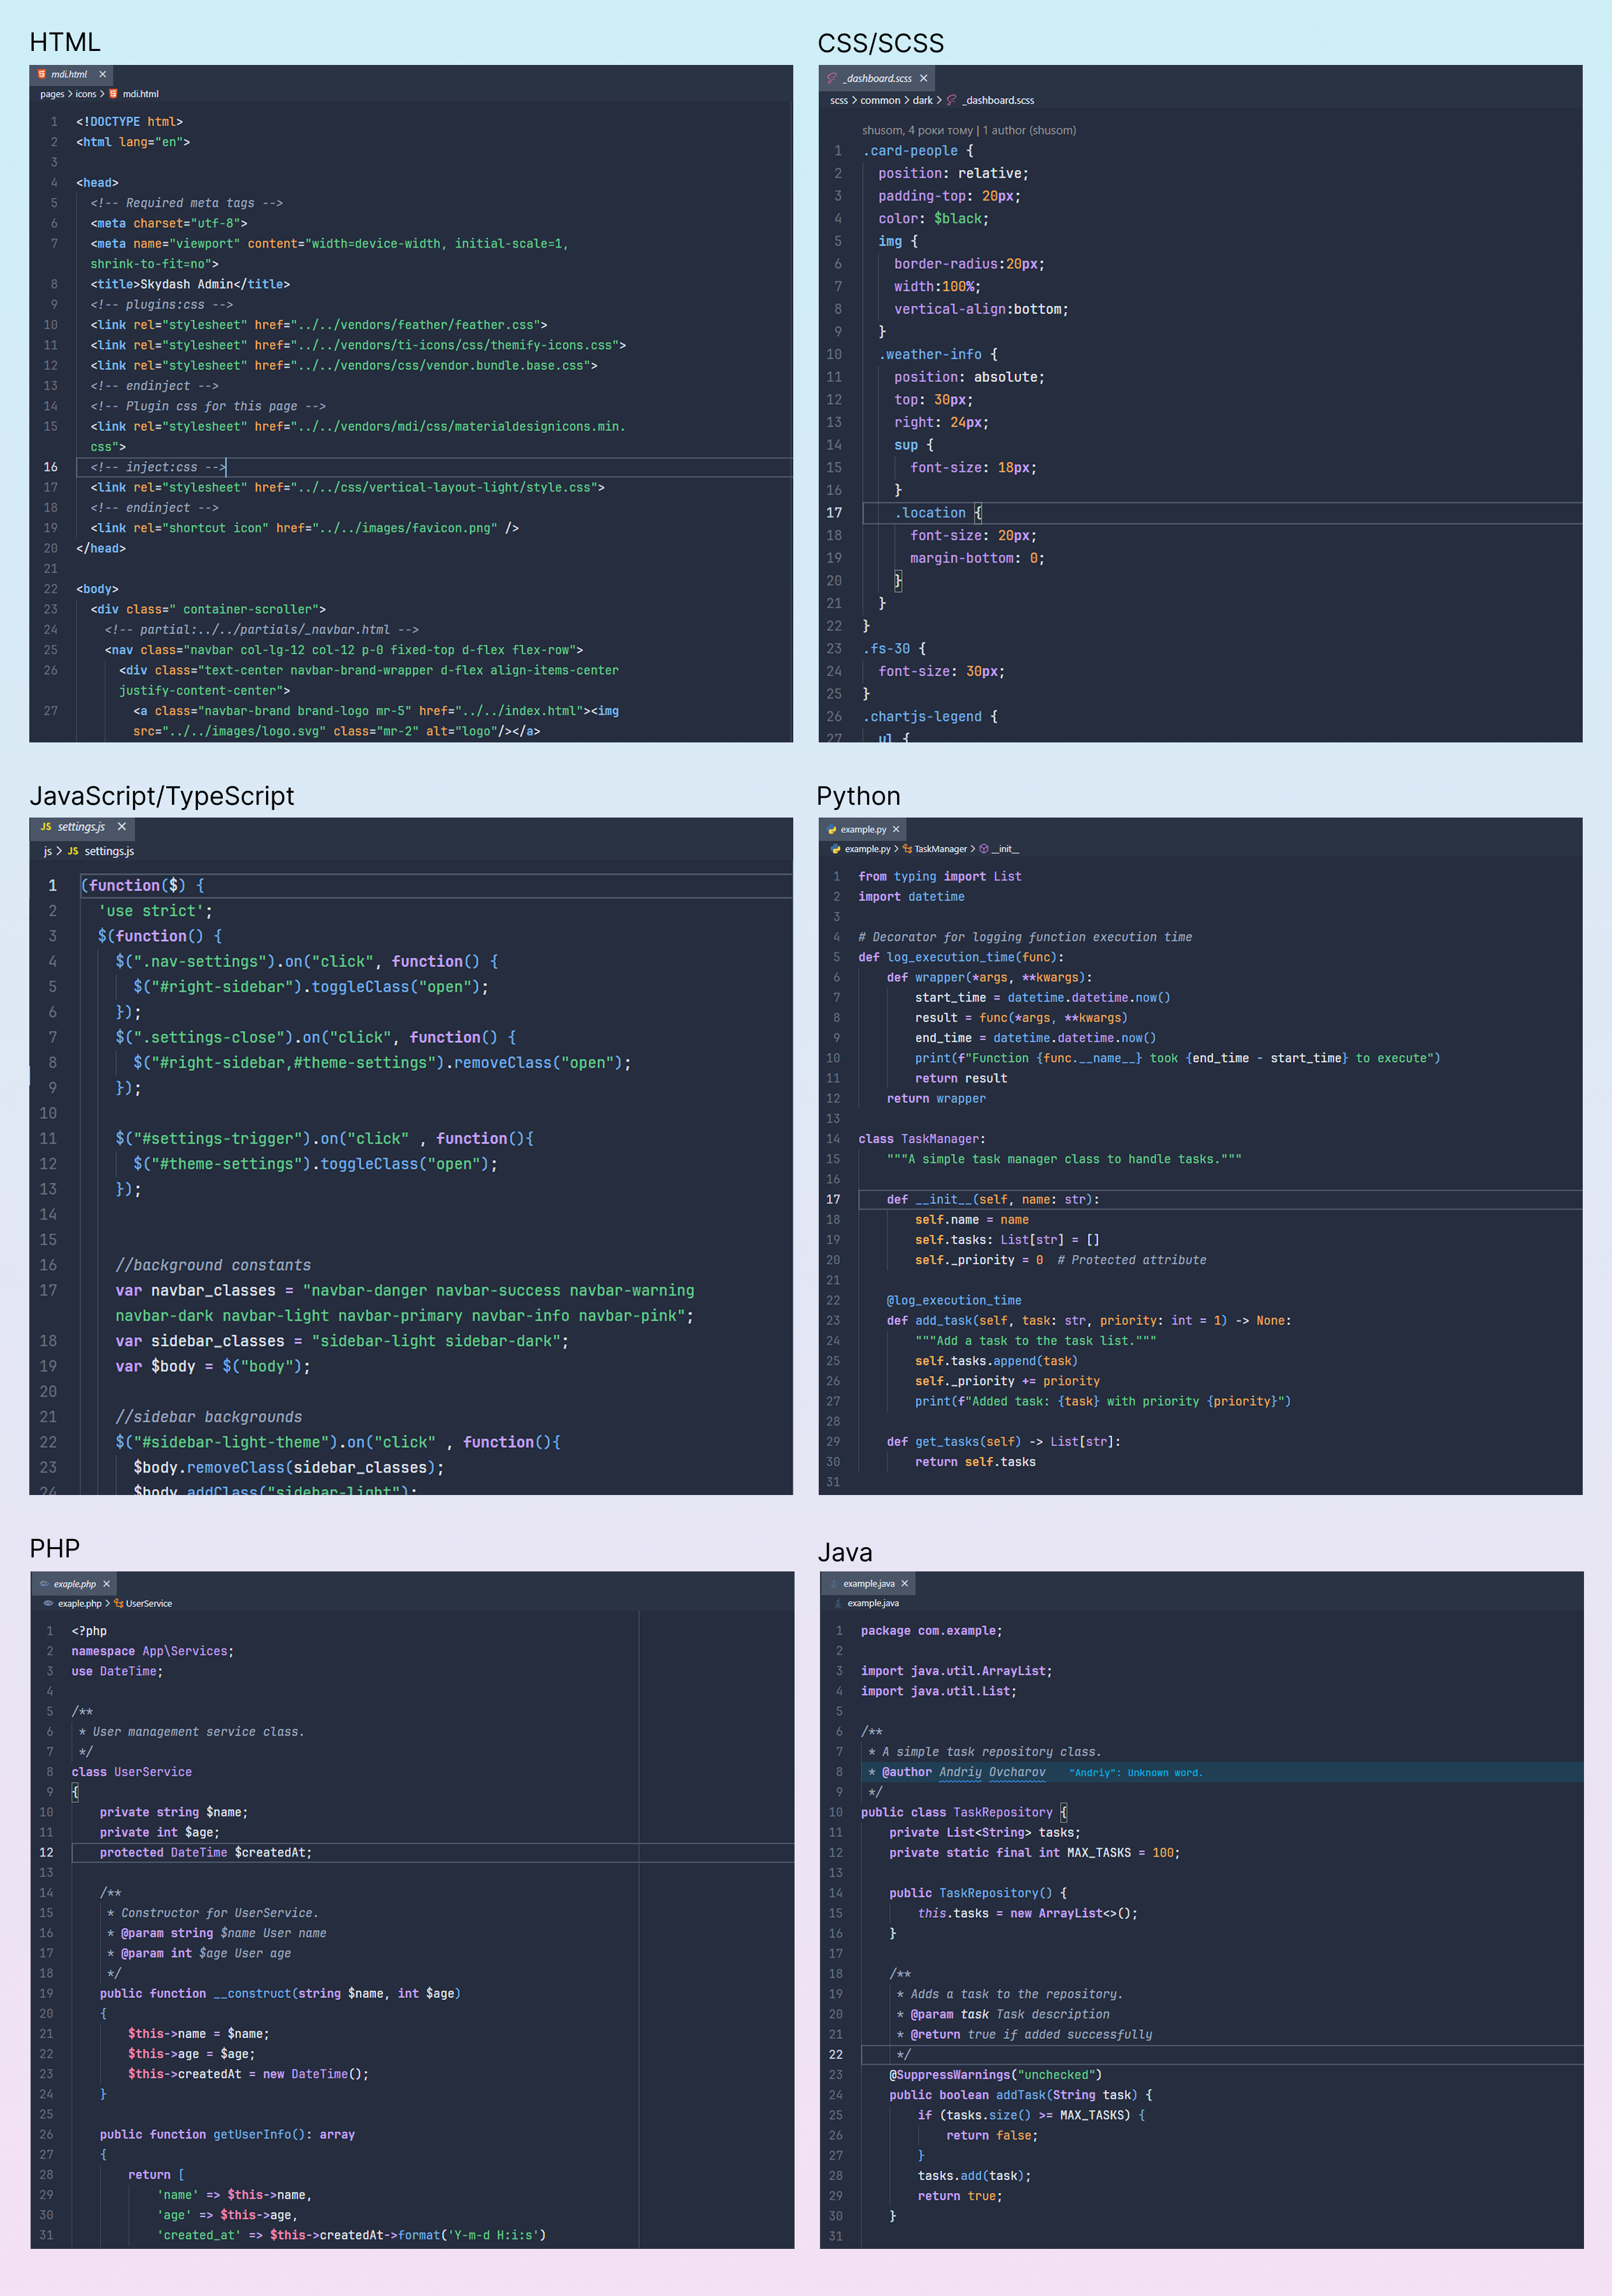 HTML
mdi.html ×
pages > icons > mdi.html
1 <!DOCTYPE html>
2 <html lang="en">
3
4 <head>
5 <!-- Required meta tags -->
6 <meta charset="utf-8">
7 <meta name="viewport" content="width=device-width, initial-scale=1,
shrink-to-fit=no">
8 <title>Skydash Admin</title>
9 <!-- plugins:css -->
10 <link rel="stylesheet" href="../../vendors/feather/feather.css">
11 <link rel="stylesheet" href="../../vendors/ti-icons/css/themify-icons.css">
12 <link rel="stylesheet" href="../../vendors/css/vendor.bundle.base.css">
13 <!-- endinject -->
14 <!-- Plugin css for this page -->
15 <link rel="stylesheet" href="../../vendors/mdi/css/materialdesignicons.min.
css">
16 <!-- inject:css -->
17 <link rel="stylesheet" href="../../css/vertical-layout-light/style.css">
18 <!-- endinject -->
19 <link rel="shortcut icon" href="../../images/favicon.png" />
20 </head>
21
22 <body>
23 <div class=" container-scroller">
24 <!-- partial:../../partials/_navbar.html -->
25 <nav class="navbar col-lg-12 col-12 p-0 fixed-top d-flex flex-row">
26 <div class="text-center navbar-brand-wrapper d-flex align-items-center
justify-content-center">
27 <a class="navbar-brand brand-logo mr-5" href="../../index.html"><img
src="../../images/logo.svg" class="mr-2" alt="logo"/></a>
CSS/SCSS
_dashboard.scss ×
scss > common > dark > _dashboard.scss
shusom, 4 роки тому | 1 author (shusom)
1 .card-people {
2 position: relative;
3 padding-top: 20px;
4 color: $black;
5 img {
6 border-radius:20px;
7 width:100%;
8 vertical-align:bottom;
9 }
10 .weather-info {
11 position: absolute;
12 top: 30px;
13 right: 24px;
14 sup {
15 font-size: 18px;
16 }
17 .location {
18 font-size: 20px;
19 margin-bottom: 0;
20 }
21 }
22 }
23 .fs-30 {
24 font-size: 30px;
25 }
26 .chartjs-legend {
27 ul {
JavaScript/TypeScript
JS settings.js ×
js > JS settings.js
1 (function($) {
2 'use strict';
3 $(function() {
4 $(".nav-settings").on("click", function() {
5 $("#right-sidebar").toggleClass("open");
6 });
7 $(".settings-close").on("click", function() {
8 $("#right-sidebar,#theme-settings").removeClass("open");
9 });
10
11 $("#settings-trigger").on("click" , function(){
12 $("#theme-settings").toggleClass("open");
13 });
14
15
16 //background constants
17 var navbar_classes = "navbar-danger navbar-success navbar-warning
navbar-dark navbar-light navbar-primary navbar-info navbar-pink";
18 var sidebar_classes = "sidebar-light sidebar-dark";
19 var $body = $("body");
20
21 //sidebar backgrounds
22 $("#sidebar-light-theme").on("click" , function(){
23 $body.removeClass(sidebar_classes);
24 $body.addClass("sidebar-light");
Python
example.py ×
example.py > TaskManager > __init__
1 from typing import List
2 import datetime
3
4 # Decorator for logging function execution time
5 def log_execution_time(func):
6 def wrapper(*args, **kwargs):
7 start_time = datetime.datetime.now()
8 result = func(*args, **kwargs)
9 end_time = datetime.datetime.now()
10 print(f"Function {func.__name__} took {end_time - start_time} to execute")
11 return result
12 return wrapper
13
14 class TaskManager:
15 """A simple task manager class to handle tasks."""
16
17 def __init__(self, name: str):
18 self.name = name
19 self.tasks: List[str] = []
20 self._priority = 0 # Protected attribute
21
22 @log_execution_time
23 def add_task(self, task: str, priority: int = 1) -> None:
24 """Add a task to the task list."""
25 self.tasks.append(task)
26 self._priority += priority
27 print(f"Added task: {task} with priority {priority}")
28
29 def get_tasks(self) -> List[str]:
30 return self.tasks
31
PHP
exaple.php ×
exaple.php > UserService
1 <?php
2 namespace App\Services;
3 use DateTime;
4
5 /**
6 * User management service class.
7 */
8 class UserService
9 {
10 private string $name;
11 private int $age;
12 protected DateTime $createdAt;
13
14 /**
15 * Constructor for UserService.
16 * @param string $name User name
17 * @param int $age User age
18 */
19 public function __construct(string $name, int $age)
20 {
21 $this->name = $name;
22 $this->age = $age;
23 $this->createdAt = new DateTime();
24 }
25
26 public function getUserInfo(): array
27 {
28 return [
29 'name' => $this->name,
30 'age' => $this->age,
31 'created_at' => $this->createdAt->format('Y-m-d H:i:s')
Java
example.java ×
example.java
1 package com.example;
2
3 import java.util.ArrayList;
4 import java.util.List;
5
6 /**
7 * A simple task repository class.
8 * @author Andriy Ovcharov "Andriy": Unknown word.
9 */
10 public class TaskRepository {
11 private List<String> tasks;
12 private static final int MAX_TASKS = 100;
13
14 public TaskRepository() {
15 this.tasks = new ArrayList<>();
16 }
17
18 /**
19 * Adds a task to the repository.
20 * @param task Task description
21 * @return true if added successfully
22 */
23 @SuppressWarnings("unchecked")
24 public boolean addTask(String task) {
25 if (tasks.size() >= MAX_TASKS) {
26 return false;
27 }
28 tasks.add(task);
29 return true;
30 }
31